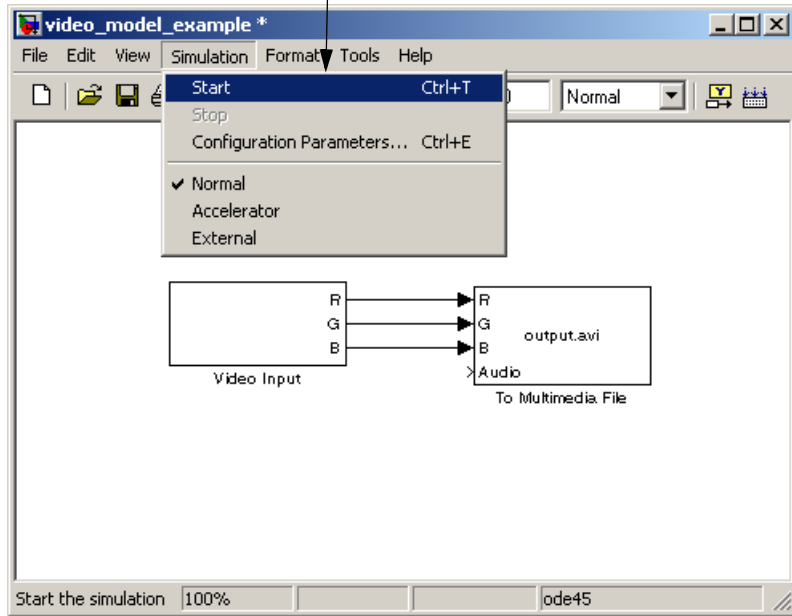 video_model_example *
File Edit View Simulation Format Tools Help
Start Ctrl+T
Normal
Stop
Configuration Parameters... Ctrl+E
✔ Normal
Accelerator
External
R R
G G
output.avi
B B
Audio
Video Input
To Multimedia File
Start the simulation 100% ode45